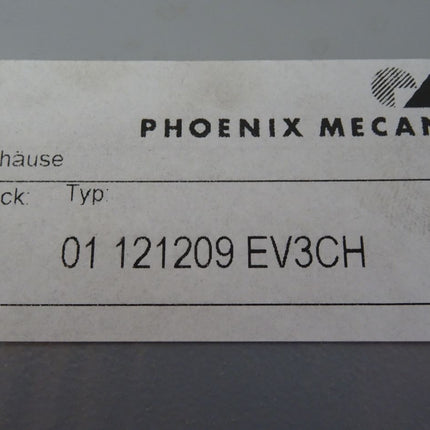 PHOENIX MECAN
häuse
ck: Typ:
01 121209 EV3CH